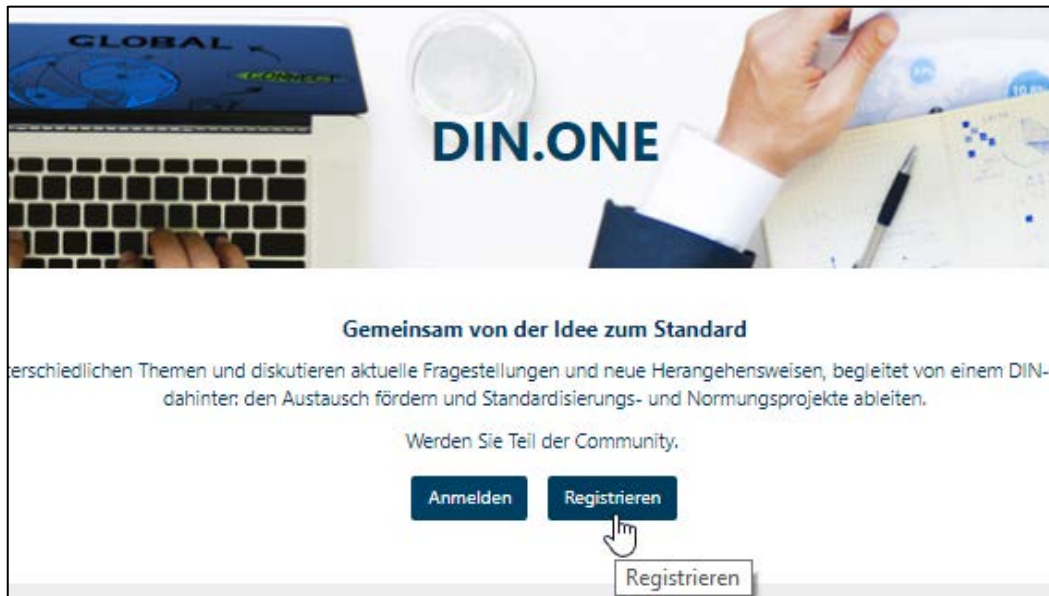 GLOBAL
CONNECT
DIN.ONE
Gemeinsam von der Idee zum Standard
terschiedlichen Themen und diskutieren aktuelle Fragestellungen und neue Herangehensweisen, begleitet von einem DIN-
dahinter: den Austausch fördern und Standardisierungs- und Normungsprojekte ableiten.
Werden Sie Teil der Community.
Anmelden
Registrieren
Registrieren